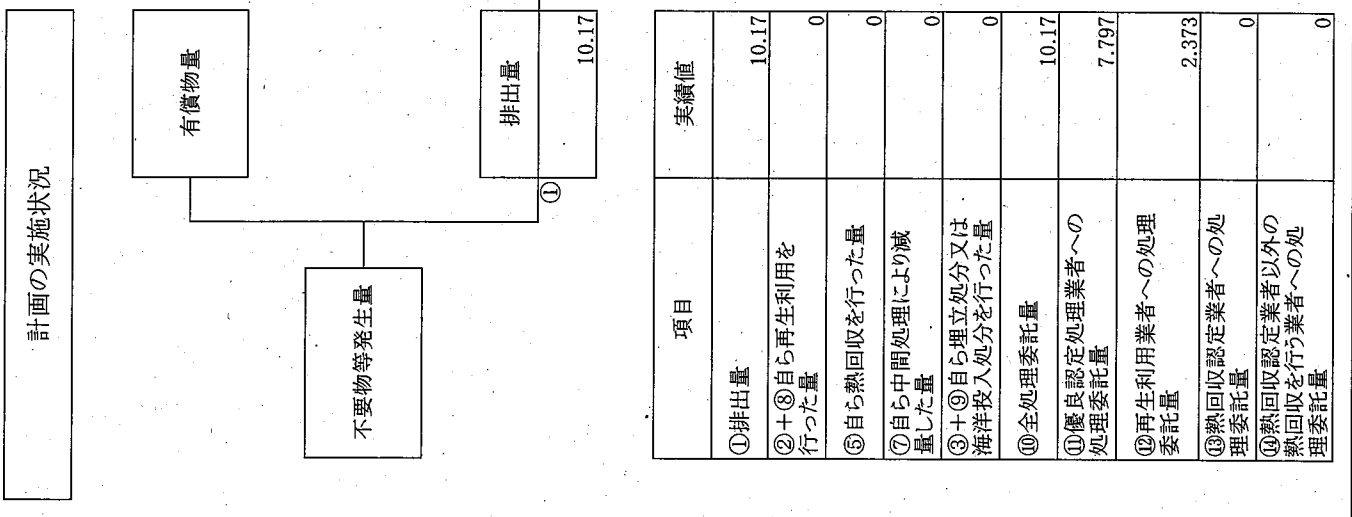 計画の実施状況
有償物量
不要物等発生量
①
排出量
10.17
項目
実績値
①排出量
10.17
②+⑧自ら再生利用を
行った量
0
⑤自ら熱回収を行った量
0
⑦自ら中間処理により減
量した量
0
③+⑨自ら埋立処分又は
海洋投入処分を行った量
0
⑩全処理委託量
10.17
⑪優良認定処理業者への
処理委託量
7.797
⑫再生利用業者への処理
委託量
2.373
⑬熱回収認定業者への処
理委託量
0
⑭熱回収認定業者以外の
熱回収を行う業者への処
理委託量
0